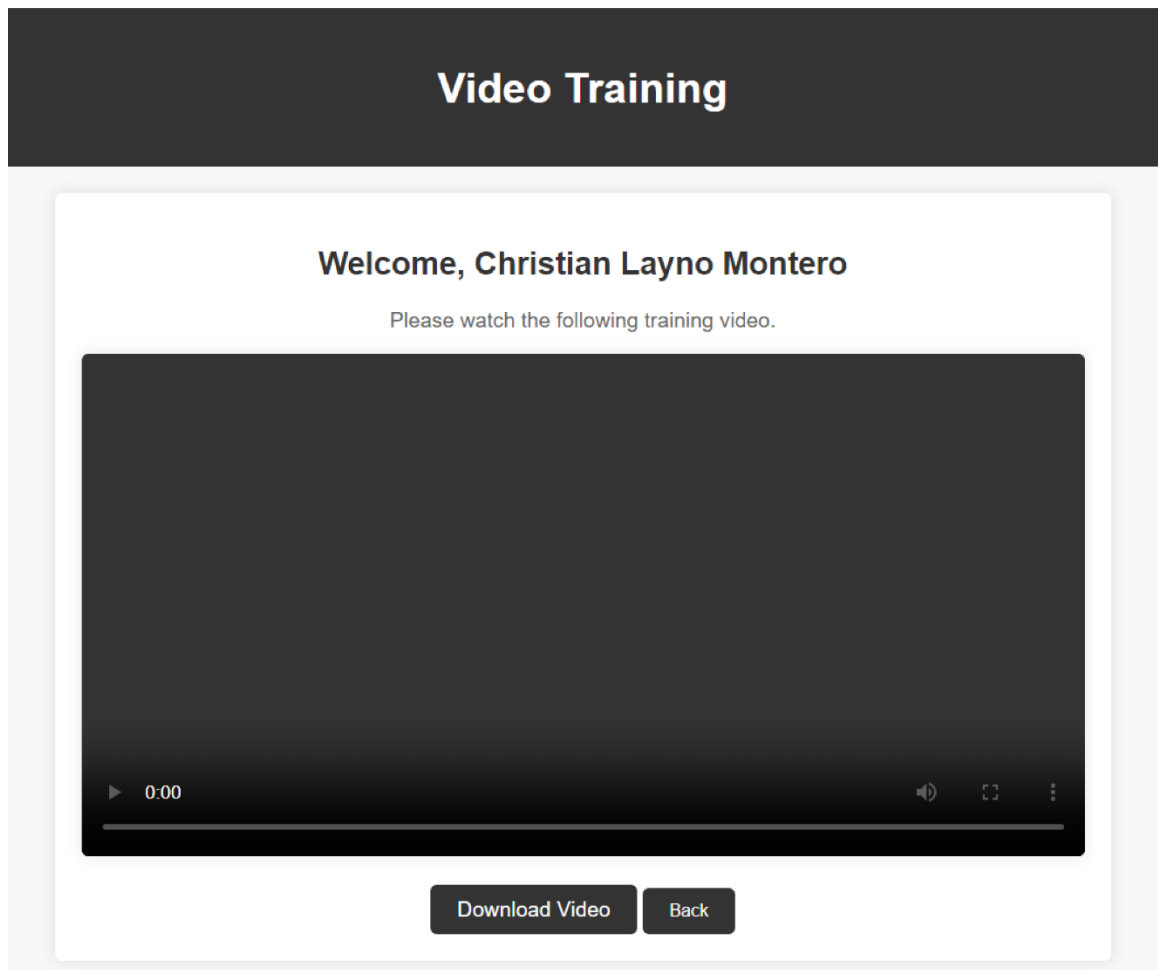 Video Training
Welcome, Christian Layno Montero
Please watch the following training video.
0:00
Download Video Back